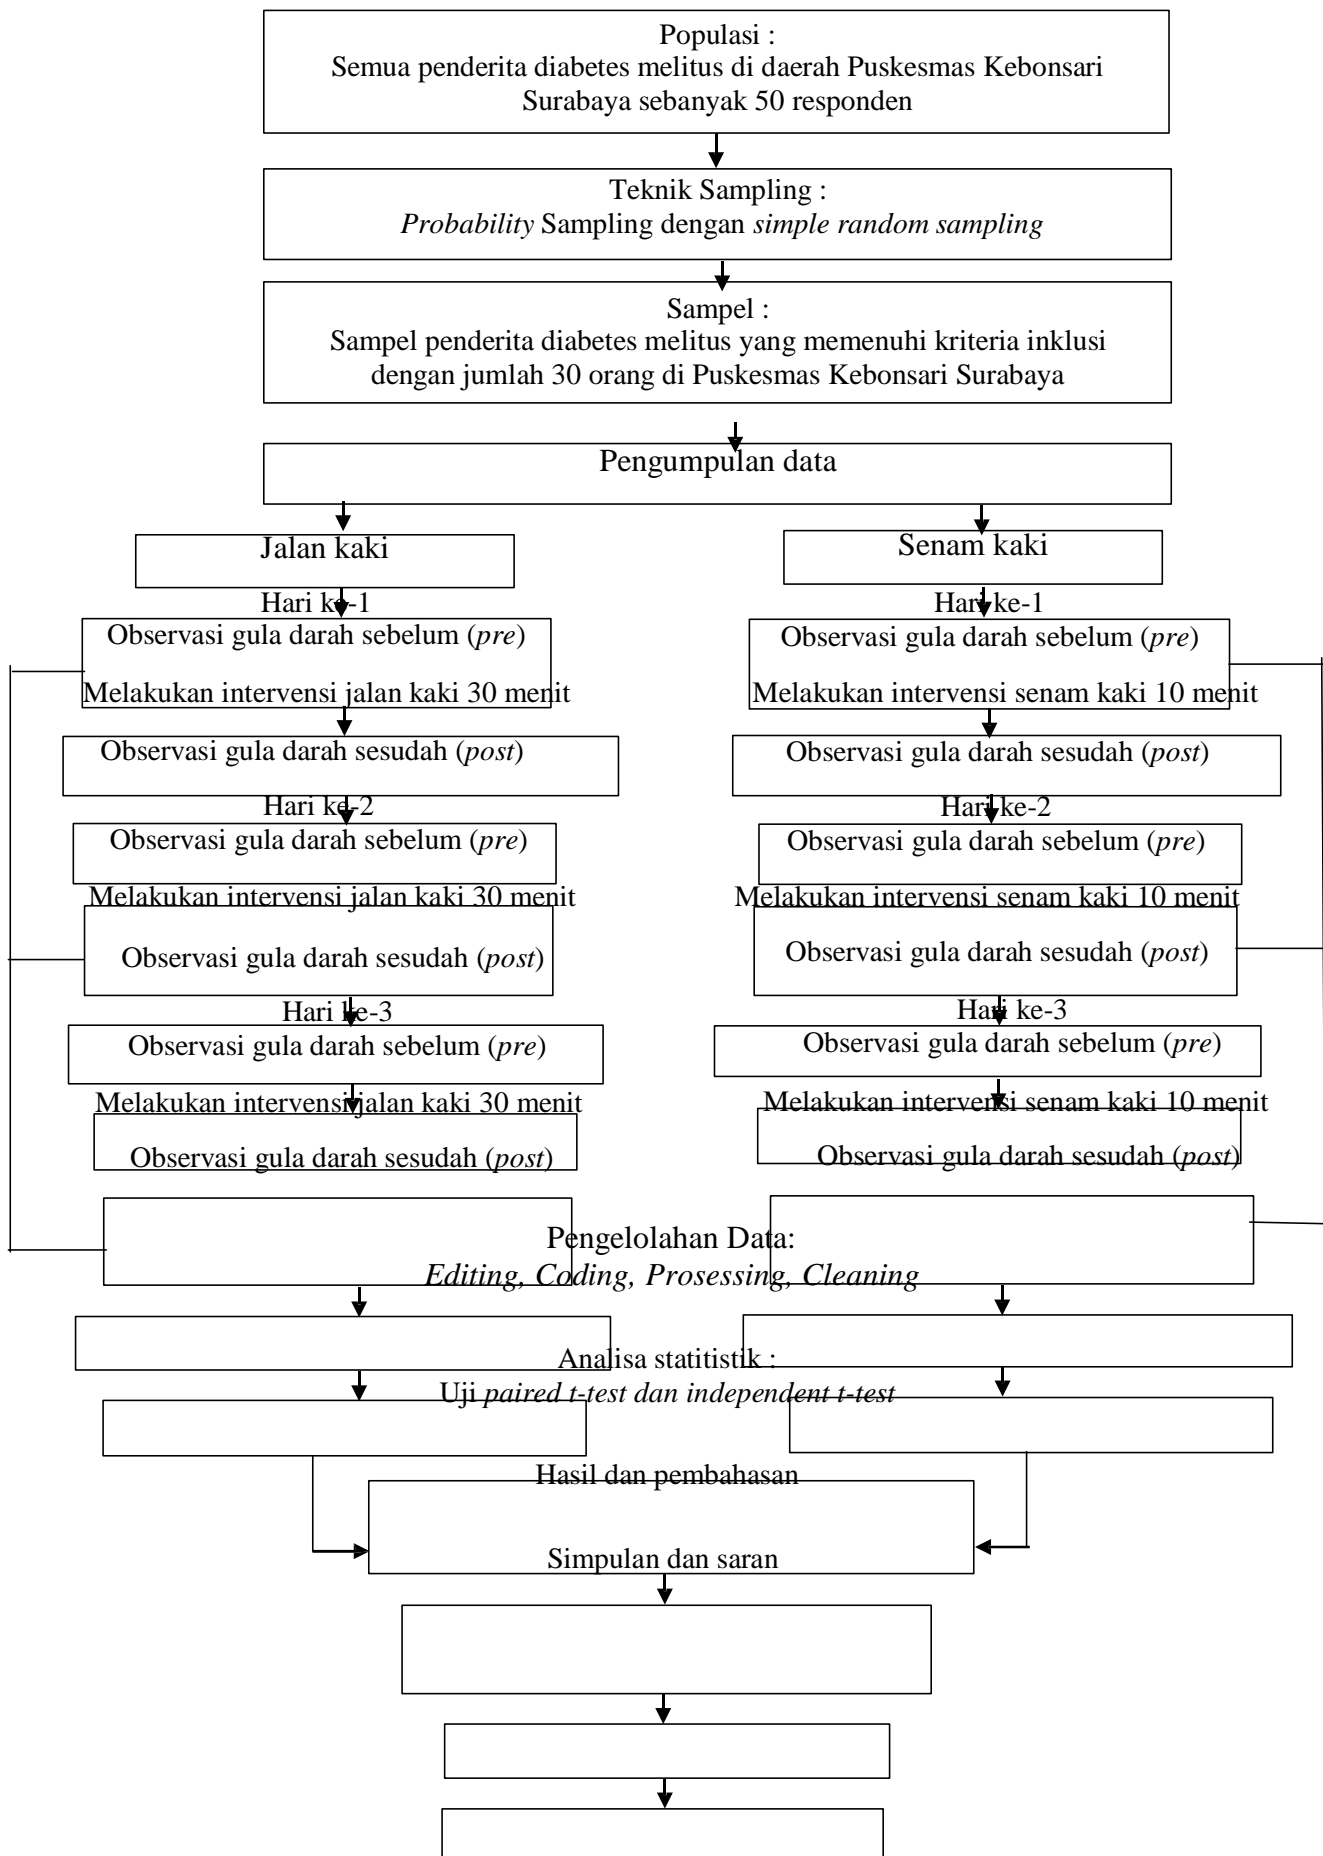 Populasi :
Semua penderita diabetes melitus di daerah Puskesmas Kebonsari
Surabaya sebanyak 50 responden
Teknik Sampling :
Probability Sampling dengan simple random sampling
Sampel :
Sampel penderita diabetes melitus yang memenuhi kriteria inklusi
dengan jumlah 30 orang di Puskesmas Kebonsari Surabaya
Pengumpulan data
Jalan kaki
Hari ke-1
Observasi gula darah sebelum (pre)
Melakukan intervensi jalan kaki 30 menit
Observasi gula darah sesudah (post)
Hari ke-2
Observasi gula darah sebelum (pre)
Melakukan intervensi jalan kaki 30 menit
Observasi gula darah sesudah (post)
Hari ke-3
Observasi gula darah sebelum (pre)
Melakukan intervensi jalan kaki 30 menit
Observasi gula darah sesudah (post)
Senam kaki
Hari ke-1
Observasi gula darah sebelum (pre)
Melakukan intervensi senam kaki 10 menit
Observasi gula darah sesudah (post)
Hari ke-2
Observasi gula darah sebelum (pre)
Melakukan intervensi senam kaki 10 menit
Observasi gula darah sesudah (post)
Hari ke-3
Observasi gula darah sebelum (pre)
Melakukan intervensi senam kaki 10 menit
Observasi gula darah sesudah (post)
Pengelolahan Data:
Editing, Coding, Prosessing, Cleaning
Analisa statitistik :
Uji paired t-test dan independent t-test
Hasil dan pembahasan
Simpulan dan saran